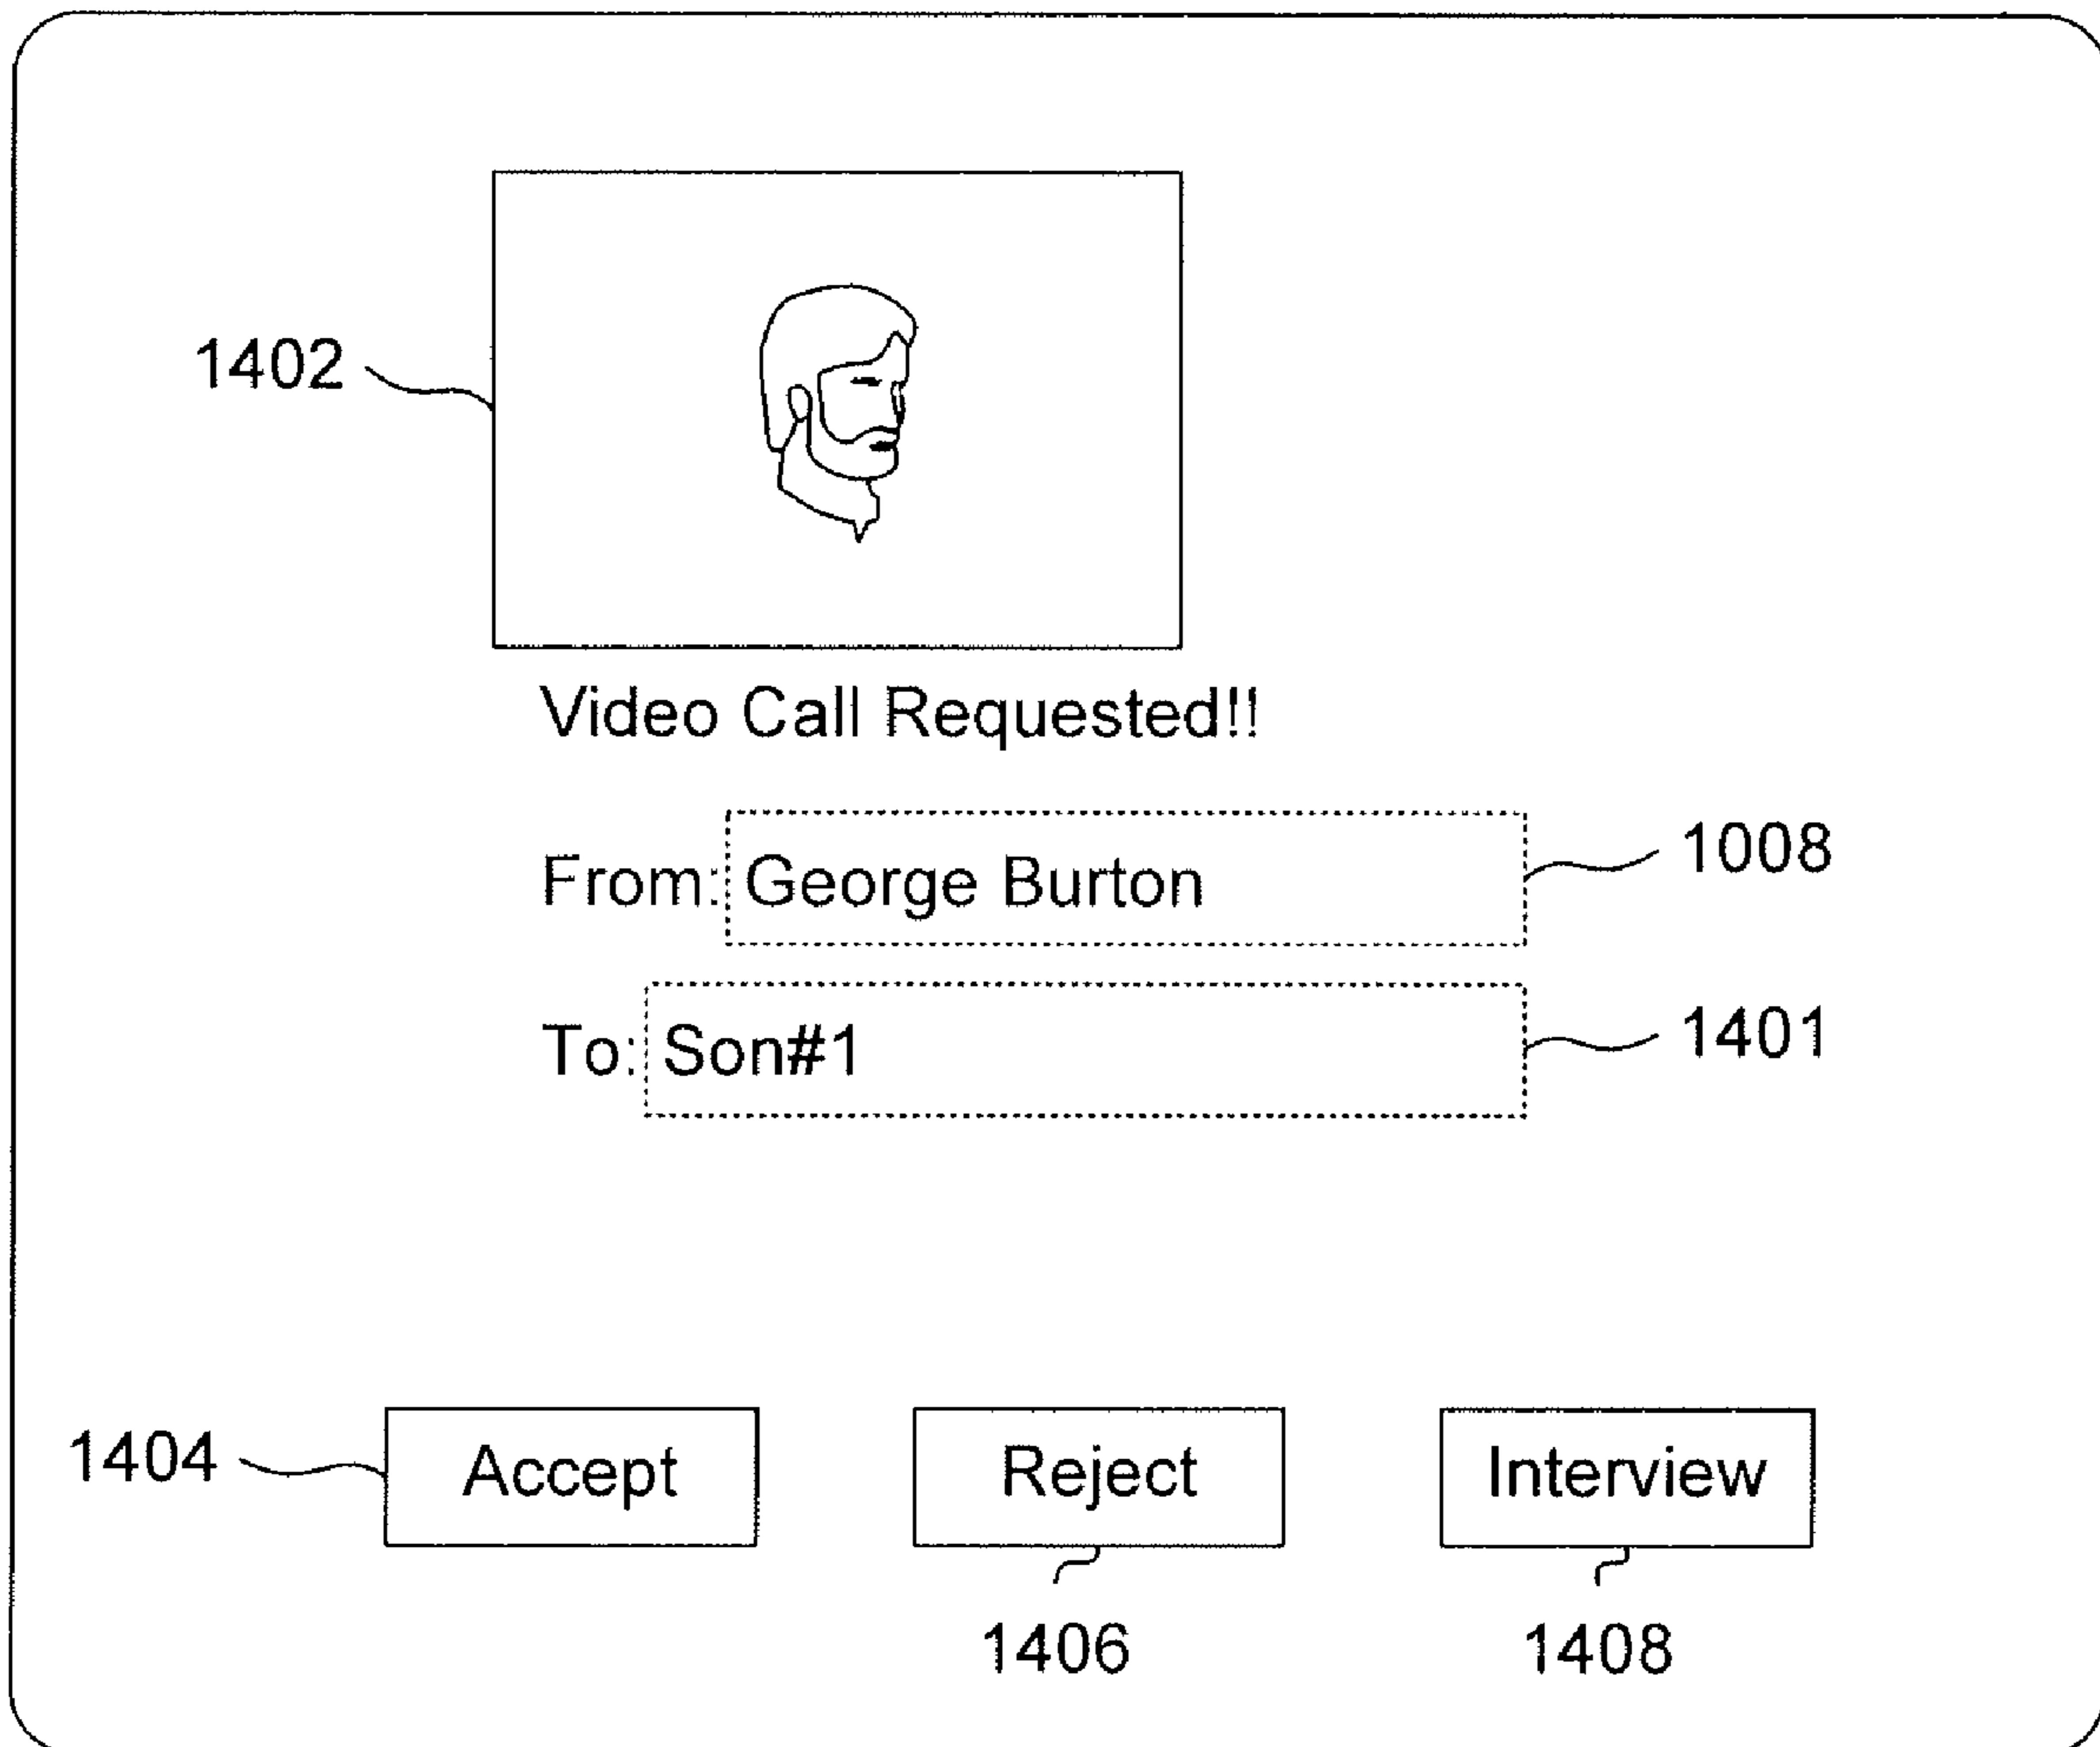 1402
Video Call Requested!!
From: George Burton 1008
To: Son#1 1401
1404 Accept Reject Interview
1406 1408